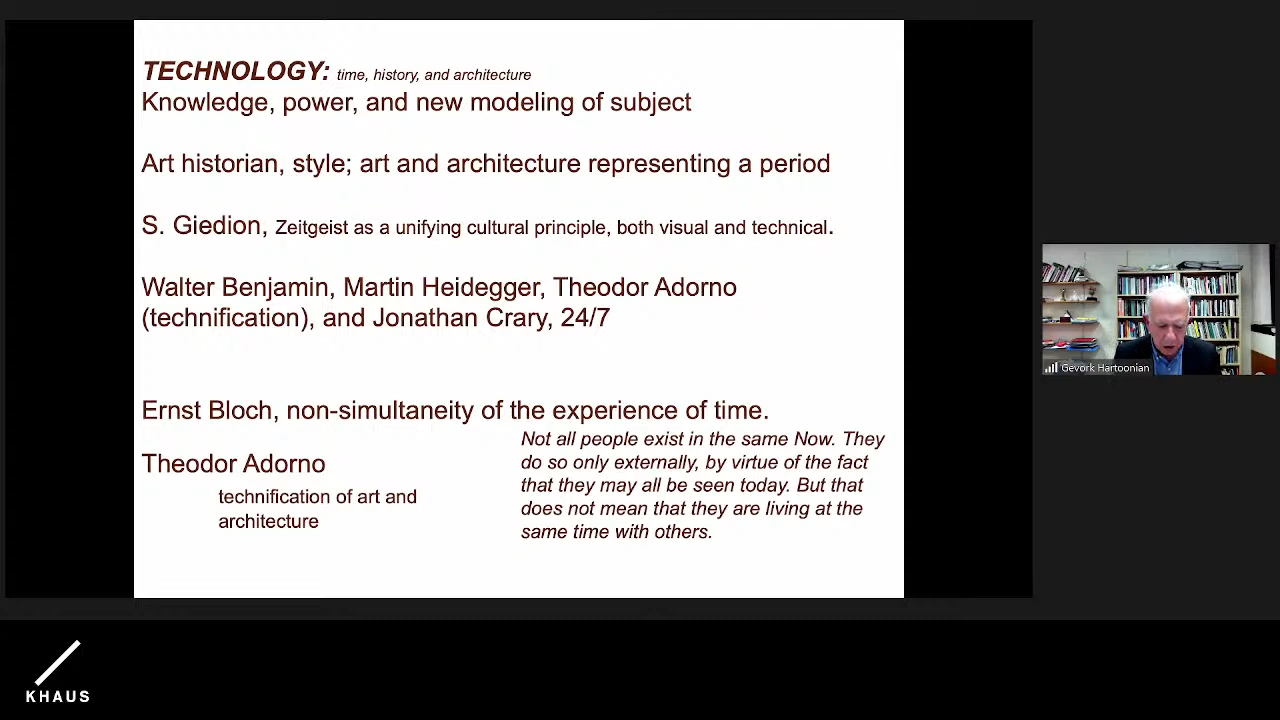 TECHNOLOGY: time, history, and architecture
Knowledge, power, and new modeling of subject
Art historian, style; art and architecture representing a period
S. Giedion, Zeitgeist as a unifying cultural principle, both visual and technical.
Walter Benjamin, Martin Heidegger, Theodor Adorno
(technification), and Jonathan Crary, 24/7
Ernst Bloch, non-simultaneity of the experience of time.
Not all people exist in the same Now. They
do so only externally, by virtue of the fact
that they may all be seen today. But that
does not mean that they are living at the
same time with others.
Theodor Adorno
technification of art and
architecture
Gevork Hartoonian
KHAUS